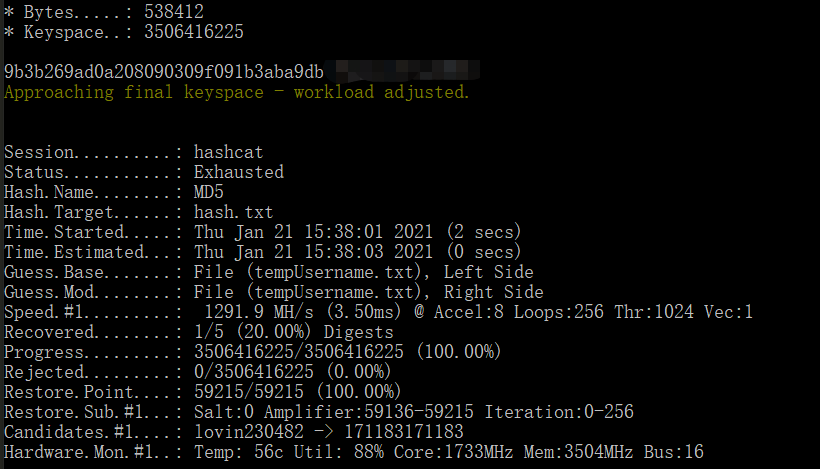 * Bytes.....: 538412
* Keyspace..: 3506416225
9b3b269ad0a208090309f091b3aba9db
Approaching final keyspace - workload adjusted.
Session..........: hashcat
Status...........: Exhausted
Hash.Name........: MD5
Hash.Target......: hash.txt
Time.Started.....: Thu Jan 21 15:38:01 2021 (2 secs)
Time.Estimated...: Thu Jan 21 15:38:03 2021 (0 secs)
Guess.Base.......: File (tempUsername.txt), Left Side
Guess.Mod........: File (tempUsername.txt), Right Side
Speed.#1.........:  1291.9 MH/s (3.50ms) @ Accel:8 Loops:256 Thr:1024 Vec:1
Recovered........: 1/5 (20.00%) Digests
Progress.........: 3506416225/3506416225 (100.00%)
Rejected.........: 0/3506416225 (0.00%)
Restore.Point....: 59215/59215 (100.00%)
Restore.Sub.#1...: Salt:0 Amplifier:59136-59215 Iteration:0-256
Candidates.#1....: lovin230482 -> 171183171183
Hardware.Mon.#1..: Temp: 56c Util: 88% Core:1733MHz Mem:3504MHz Bus:16